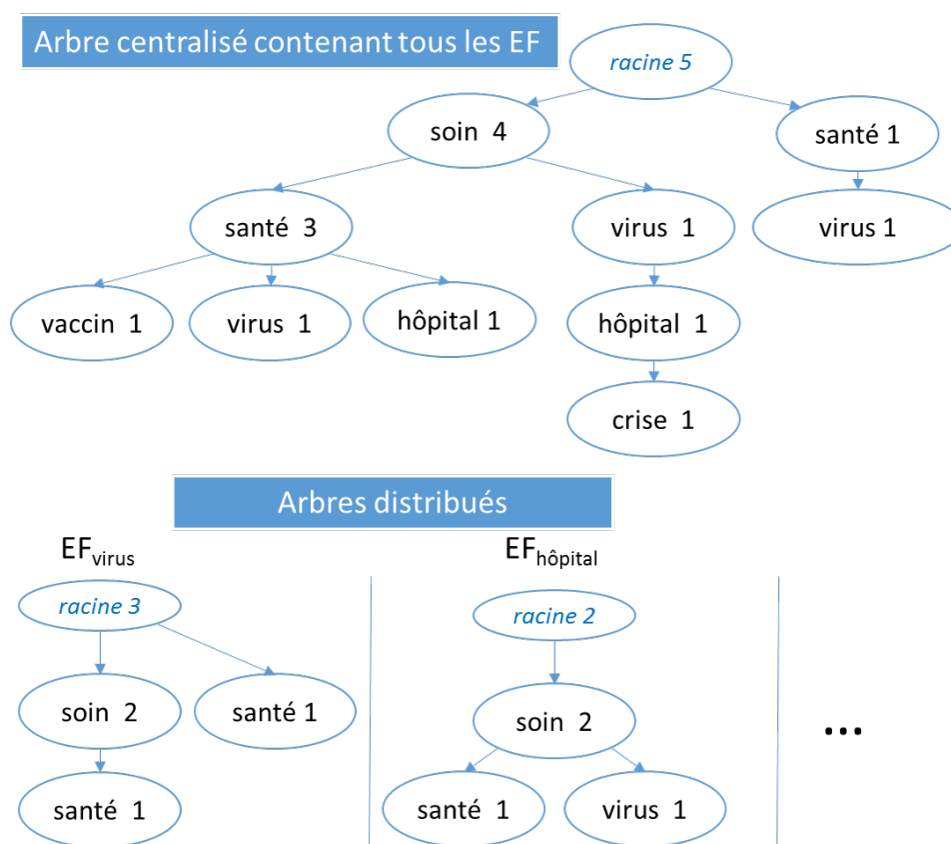 Arbre centralisé contenant tous les EF
racine 5
soin 4
santé 1
santé 3
virus 1
virus 1
vaccin 1
virus 1
hôpital 1
hôpital 1
crise 1
Arbres distribués
EFvirus
EFhôpital
racine 3
racine 2
soin 2
santé 1
soin 2
...
santé 1
santé 1
virus 1